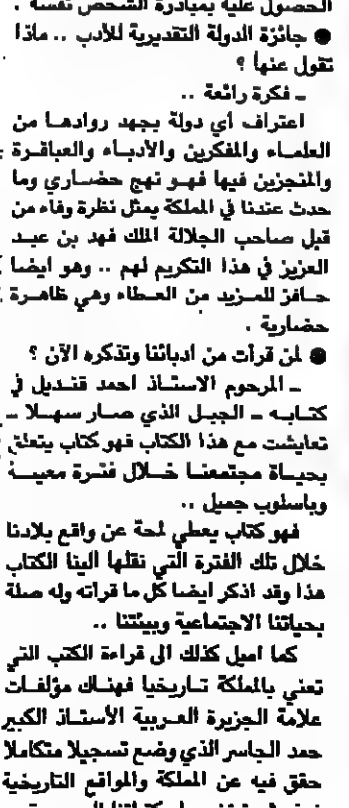 الحصول عليه بمبادرة الشخص نفسه .
● جائزة الدولة التقديرية للأدب .. ماذا
تقول عنها ؟
ـ فكرة رائعة ..
اعتراف أي دولة بجهد روادها من
العلماء والمفكرين والأدباء والعباقرة
والمنجزين فيها فهو نهج حضاري وما
حدث عندنا في المملكة يمثل نظرة وفاء من
قبل صاحب الجلالة الملك فهد بن عبد
العزيز في هذا التكريم لهم .. وهو ايضا
حافز للمزيد من العطاء وهي ظاهرة
حضارية .
● لمن قرأت من ادبائنا وتذكره الآن ؟
ـ المرحوم الاستاذ احمد قنديل في
كتابه ـ الجبل الذي صار سهلا ـ
تعايشت مع هذا الكتاب فهو كتاب يتعلق
بحياة مجتمعنا خلال فترة معينة
وباسلوب جميل ..
فهو كتاب يعطي لمحة عن واقع بلادنا
خلال تلك الفترة التي نقلها الينا الكتاب
هذا وقد اذكر ايضا كل ما قرأته وله صلة
بحياتنا الاجتماعية وبيئتنا ..
كما اميل كذلك الى قراءة الكتب التي
تعني بالمملكة تاريخيا فهناك مؤلفات
علامة الجزيرة العربية الأستاذ الكبير
حمد الجاسر الذي وضع تسجيلا متكاملا
حقق فيه عن المملكة والمواقع التاريخية